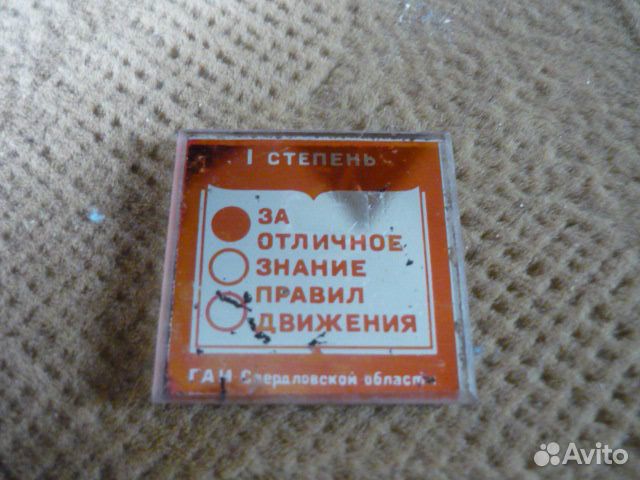 I СТЕПЕНЬ
ЗА
ОТЛИЧНОЕ
ЗНАНИЕ
ПРАВИЛ
ДВИЖЕНИЯ
ГАИ Свердловской области
Avito